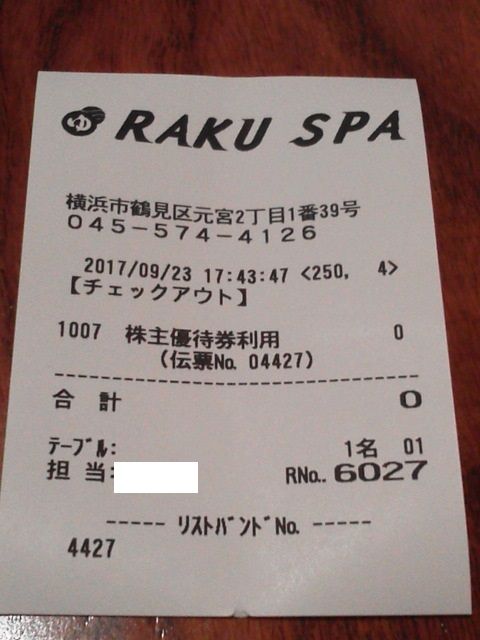 ゆ RAKU SPA
横浜市鶴見区元宮2丁目1番39号
045-574-4126
2017/09/23 17:43:47 <250, 4>
【チェックアウト】
1007 株主優待券利用 0
(伝票No. 04427)
合 計 0
ﾃｰﾌﾞﾙ: 1名 01
担 当: RNo.. 6027
----- ﾘｽﾄﾊﾞﾝﾄﾞNo. -----
4427